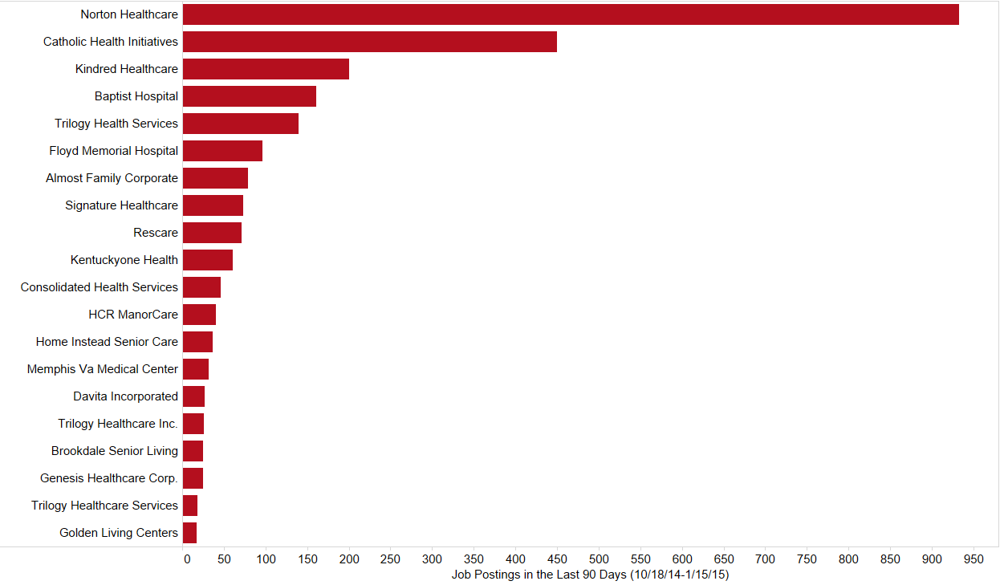 Norton Healthcare
Catholic Health Initiatives
Kindred Healthcare
Baptist Hospital
Trilogy Health Services
Floyd Memorial Hospital
Almost Family Corporate
Signature Healthcare
Rescare
Kentuckyone Health
Consolidated Health Services
HCR ManorCare
Home Instead Senior Care
Memphis Va Medical Center
Davita Incorporated
Trilogy Healthcare Inc.
Brookdale Senior Living
Genesis Healthcare Corp.
Trilogy Healthcare Services
Golden Living Centers
0 50 100 150 200 250 300 350 400 450 500 550 600 650 700 750 800 850 900 950
Job Postings in the Last 90 Days (10/18/14-1/15/15)